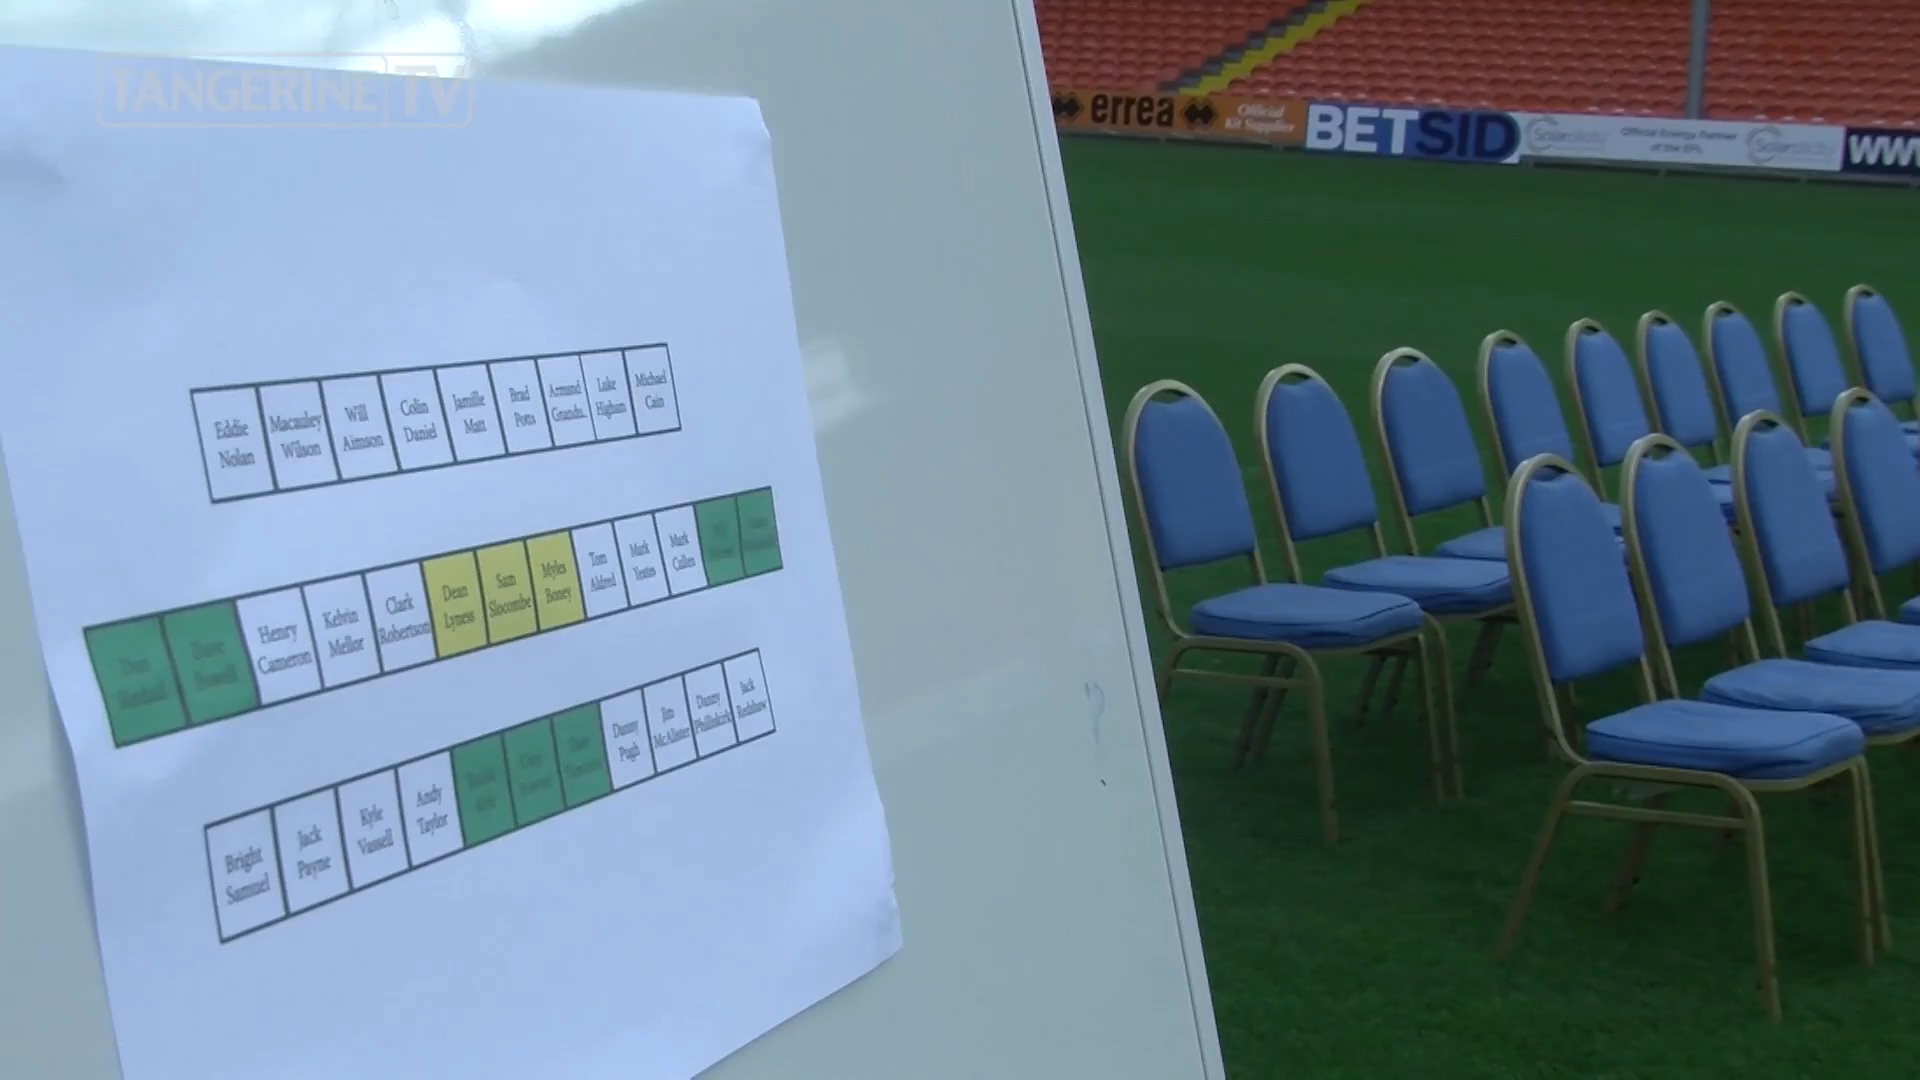 TANGERINE TV
errea
Official
Kit Supplier
BETSID
Official Energy Partner
of the EFL
WW
Eddie
Nolan
Macauley
Wilson
Will
Aimson
Colin
Daniel
Jamille
Matt
Brad
Potts
Armand
Grandu.
Luke
Higham
Michael
Cain
Henry
Cameron
Kelvin
Mellor
Clark
Robertson
Dean
Lyness
Sam
Slocombe
Myles
Boney
Tom
Aldred
Mark
Yeates
Mark
Cullen
Bright
Samuel
Jack
Payne
Kyle
Vassell
Andy
Taylor
Danny
Pugh
Jim
McAlister
Danny
Philliskirk
Jack
Redshaw